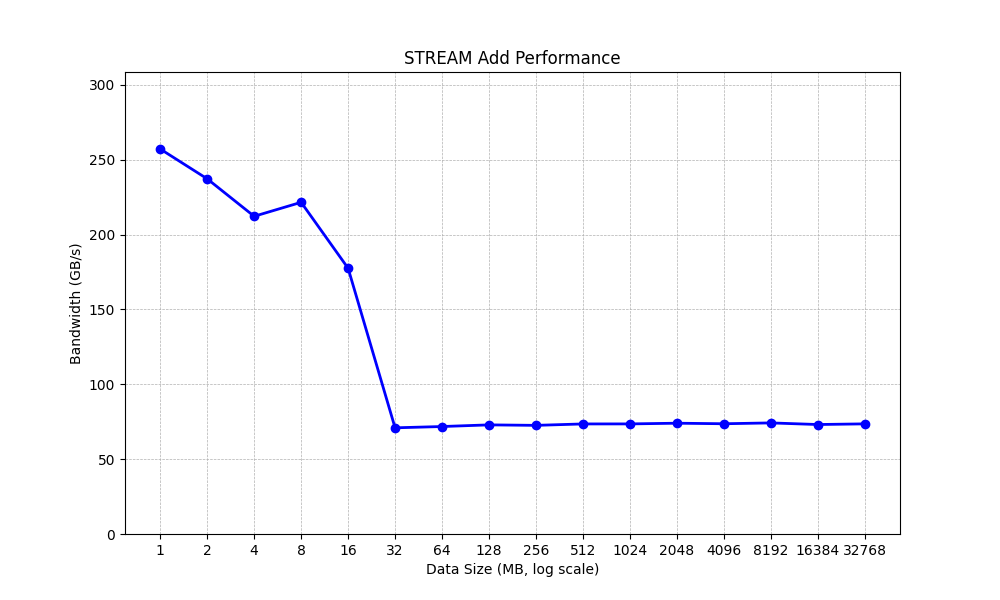 STREAM Add Performance
300
250
200
150
100
50
0
Bandwidth (GB/s)
1 2 4 8 16 32 64 128 256 512 1024 2048 4096 8192 16384 32768
Data Size (MB, log scale)